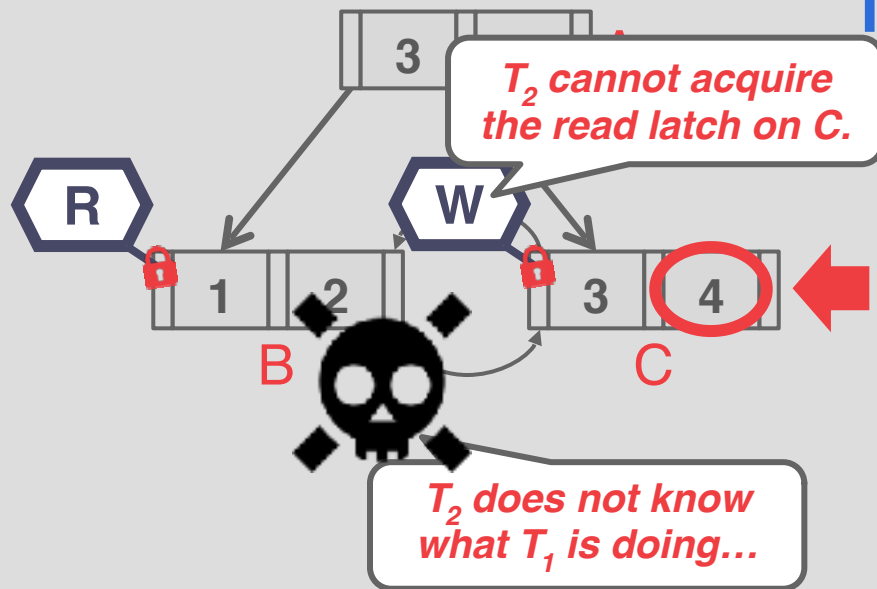 3
T2 cannot acquire
the read latch on C.
R
W
1 2
3 4
B
C
T2 does not know
what T1 is doing…